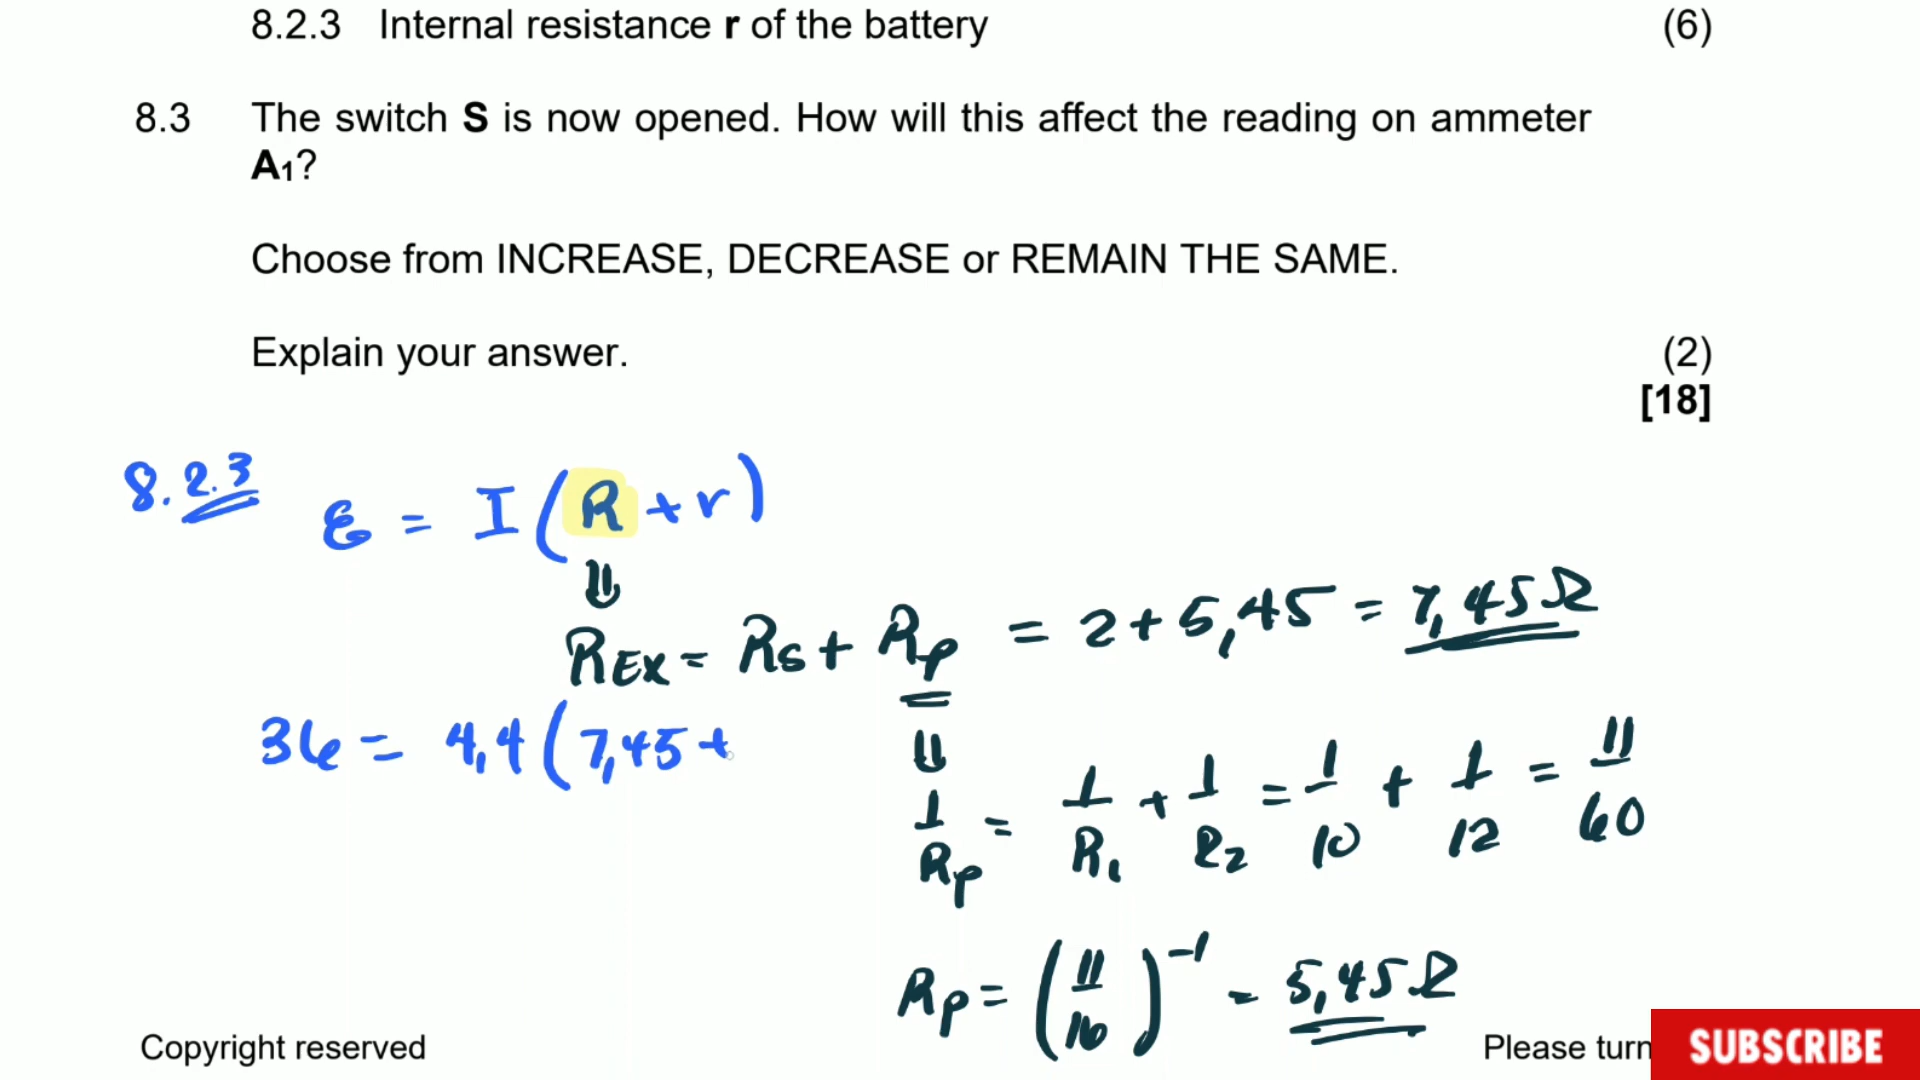 8.2.3 Internal resistance r of the battery (6)
8.3 The switch S is now opened. How will this affect the reading on ammeter
A₁?
Choose from INCREASE, DECREASE or REMAIN THE SAME.
Explain your answer. (2)
[18]
8.2.3 ε = I(R + r)
⇓
REX = Rs + Rp = 2 + 5,45 = 7,45Ω
36 = 4,4(7,45 +
⇓
1/Rp = 1/R₁ + 1/R₂ = 1/10 + 1/12 = 11/60
Rp = (11/10)⁻¹ = 5,45Ω
Copyright reserved Please turn
SUBSCRIBE